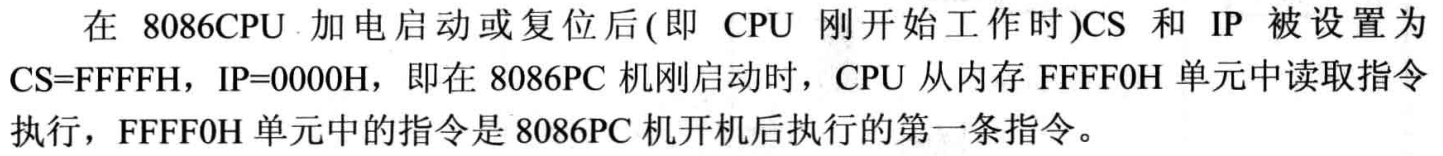 在 8086CPU 加电启动或复位后(即 CPU 刚开始工作时)CS 和 IP 被设置为
CS=FFFFH，IP=0000H，即在 8086PC 机刚启动时，CPU 从内存 FFFF0H 单元中读取指令
执行，FFFF0H 单元中的指令是 8086PC 机开机后执行的第一条指令。